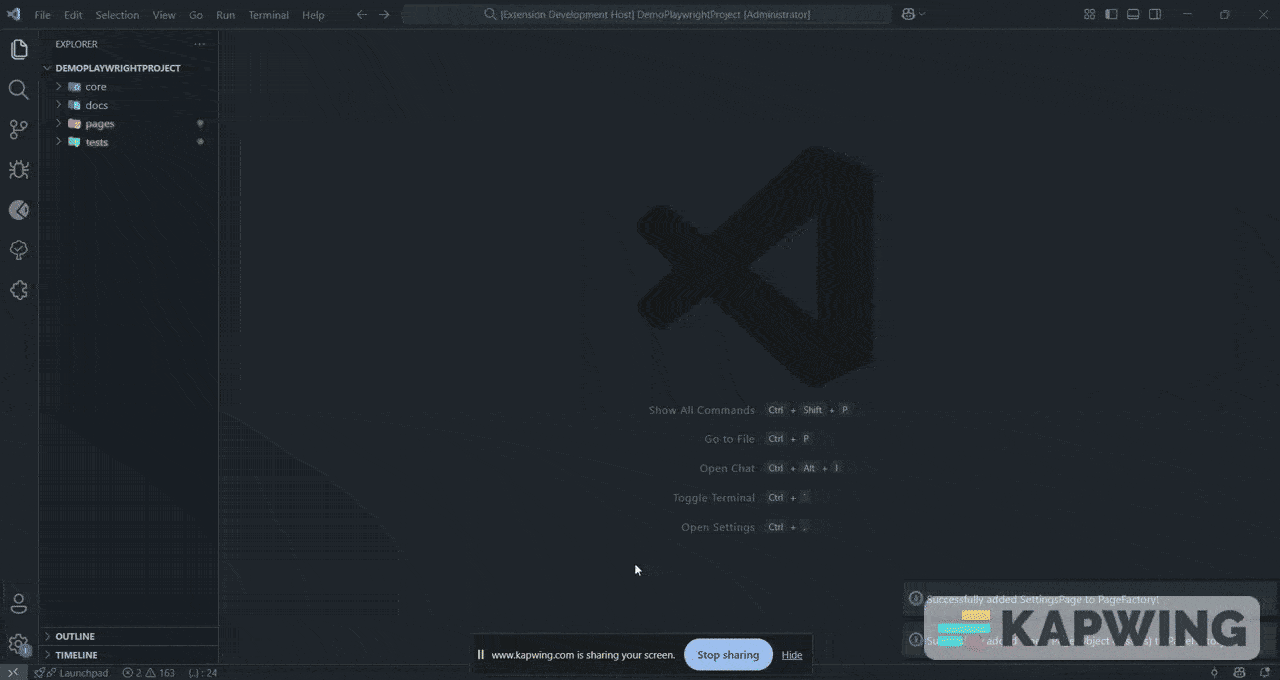 File Edit Selection View Go Run Terminal Help
[Extension Development Host] DemoPlaywrightProject [Administrator]
EXPLORER
DEMOPLAYWRIGHTPROJECT
core
docs
pages
tests
Show All Commands Ctrl + Shift + P
Go to File Ctrl + P
Open Chat Ctrl + Alt + I
Toggle Terminal Ctrl + `
Open Settings Ctrl + ,
Successfully added SettingsPage to PageFactory!
KAPWING
OUTLINE
TIMELINE
www.kapwing.com is sharing your screen. Stop sharing Hide
Launchpad 2 163 {..} : 24